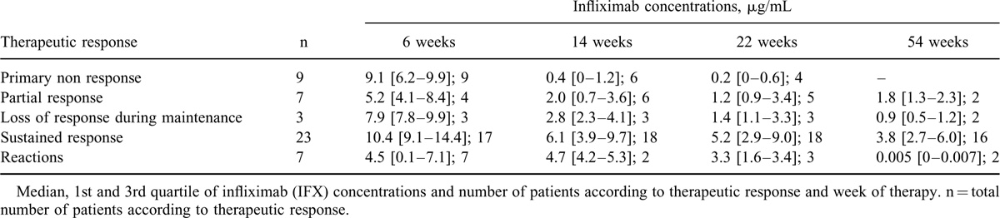 Infliximab concentrations, μg/mL
Therapeutic response n 6 weeks 14 weeks 22 weeks 54 weeks
Primary non response 9 9.1 [6.2–9.9]; 9 0.4 [0–1.2]; 6 0.2 [0–0.6]; 4 –
Partial response 7 5.2 [4.1–8.4]; 4 2.0 [0.7–3.6]; 6 1.2 [0.9–3.4]; 5 1.8 [1.3–2.3]; 2
Loss of response during maintenance 3 7.9 [7.8–9.9]; 3 2.8 [2.3–4.1]; 3 1.4 [1.1–3.3]; 3 0.9 [0.5-1.2]; 2
Sustained response 23 10.4 [9.1–14.4]; 17 6.1 [3.9–9.7]; 18 5.2 [2.9–9.0]; 18 3.8 [2.7–6.0]; 16
Reactions 7 4.5 [0.1–7.1]; 7 4.7 [4.2–5.3]; 2 3.3 [1.6–3.4]; 3 0.005 [0–0.007]; 2
Median, 1st and 3rd quartile of infliximab (IFX) concentrations and number of patients according to therapeutic response and week of therapy. n = total
number of patients according to therapeutic response.